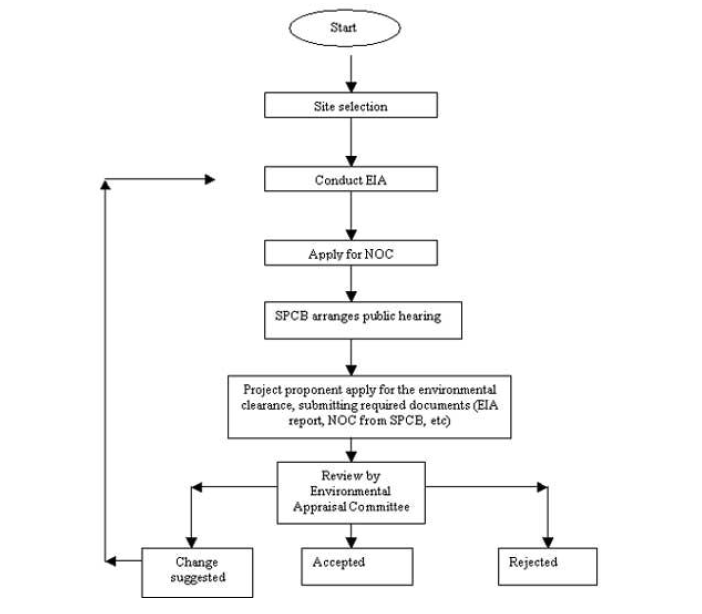 Start
Site selection
Conduct EIA
Apply for NOC
SPCB arranges public hearing
Project proponent apply for the environmental
clearance, submitting required documents (EIA
report, NOC from SPCB, etc)
Review by
Environmental
Appraisal Committee
Change
suggested
Accepted
Rejected